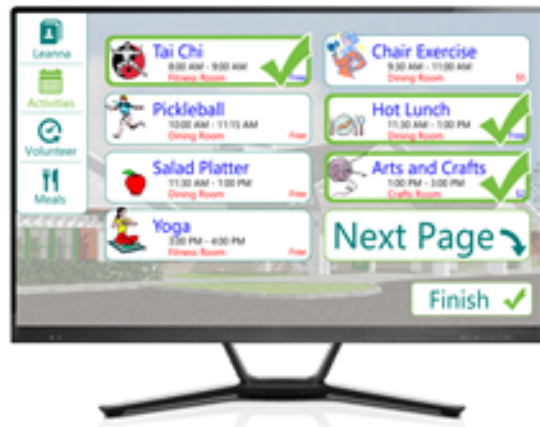 Leanna
Activities
Volunteer
Meals
Tai Chi
8:00 AM - 9:00 AM
Fitness Room
Free
Chair Exercise
9:30 AM - 11:00 AM
Dining Room
Pickleball
10:00 AM - 11:15 AM
Dining Room
Free
Hot Lunch
11:30 AM - 1:00 PM
Dining Room
Free
Salad Platter
11:30 AM - 1:00 PM
Dining Room
Free
Arts and Crafts
1:00 PM - 3:00 PM
Crafts Room
Yoga
3:00 PM - 4:00 PM
Fitness Room
Free
Next Page
Finish